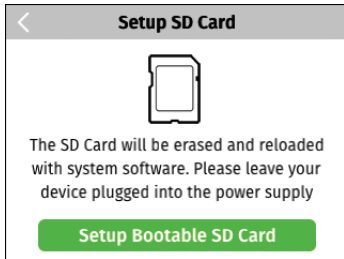 Setup SD Card
The SD Card will be erased and reloaded
with system software. Please leave your
device plugged into the power supply
Setup Bootable SD Card